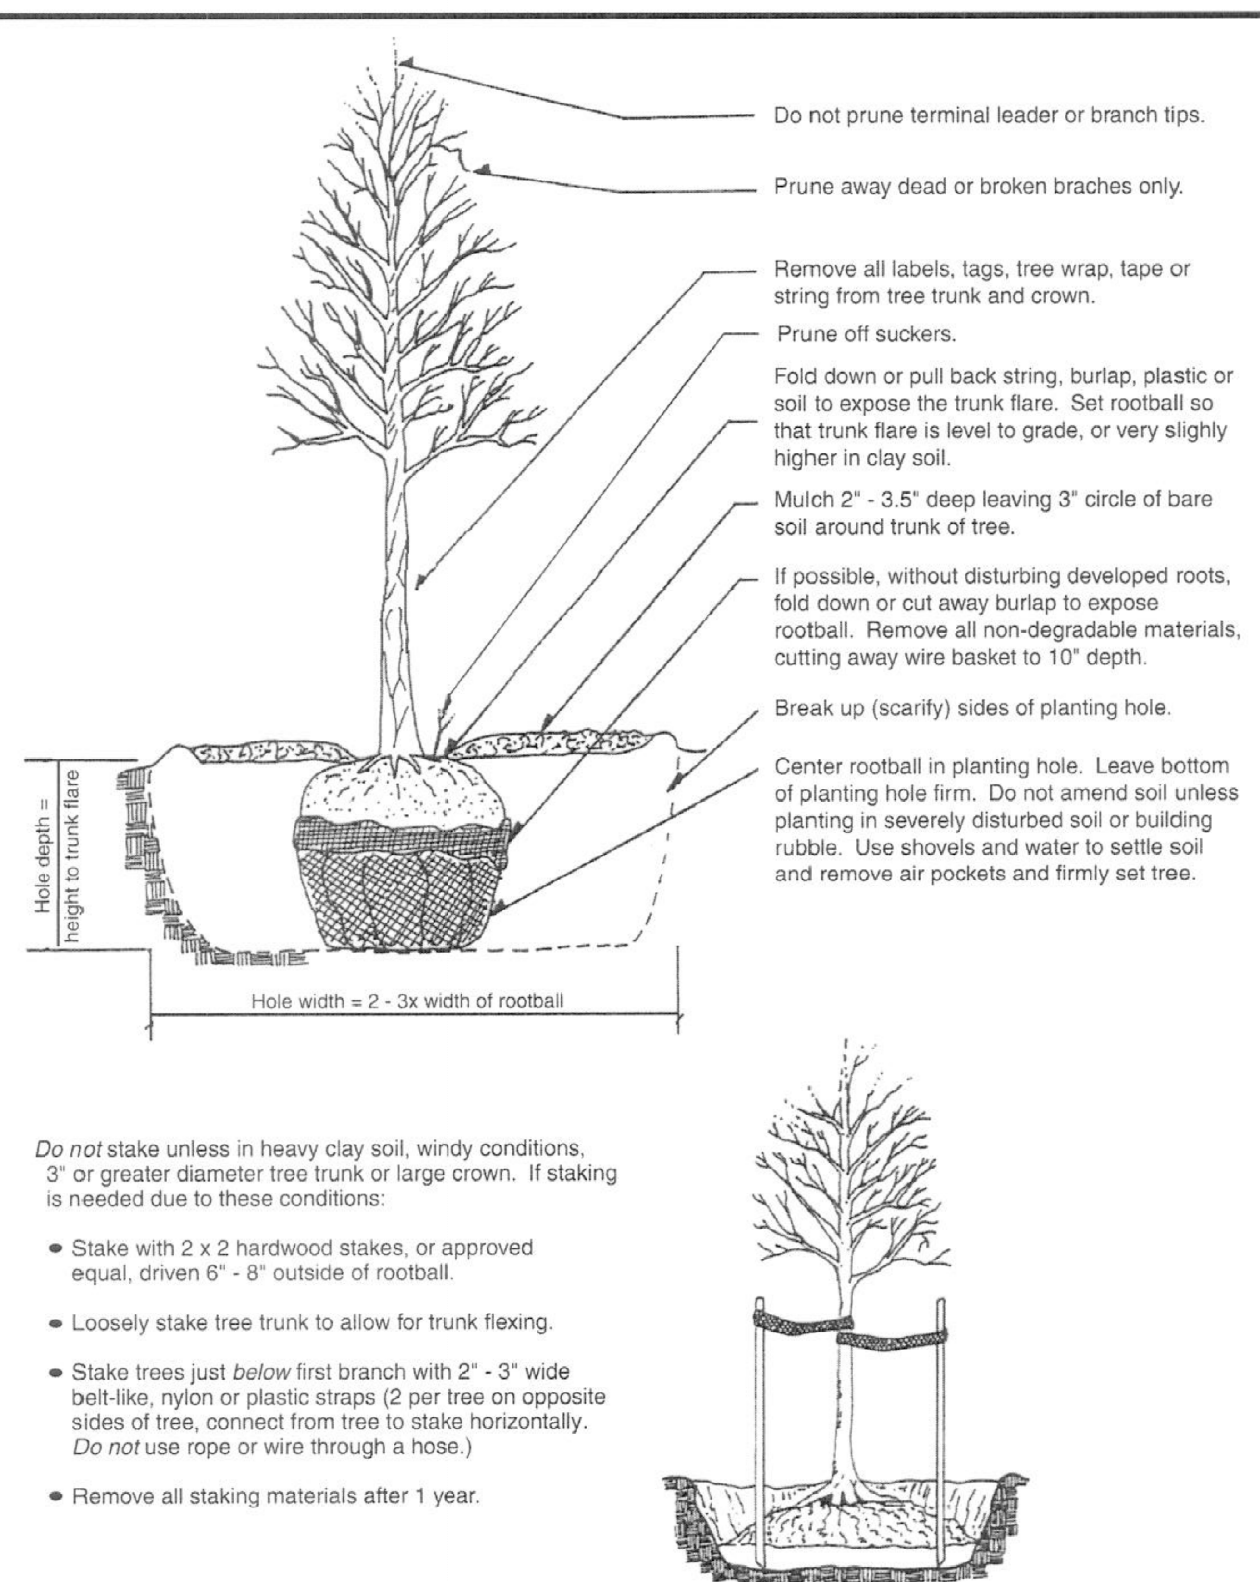 Do not prune terminal leader or branch tips.
Prune away dead or broken braches only.
Remove all labels, tags, tree wrap, tape or
string from tree trunk and crown.
Prune off suckers.
Fold down or pull back string, burlap, plastic or
soil to expose the trunk flare. Set rootball so
that trunk flare is level to grade, or very slighly
higher in clay soil.
Mulch 2" - 3.5" deep leaving 3" circle of bare
soil around trunk of tree.
If possible, without disturbing developed roots,
fold down or cut away burlap to expose
rootball. Remove all non-degradable materials,
cutting away wire basket to 10" depth.
Break up (scarify) sides of planting hole.
Center rootball in planting hole. Leave bottom
of planting hole firm. Do not amend soil unless
planting in severely disturbed soil or building
rubble. Use shovels and water to settle soil
and remove air pockets and firmly set tree.
Hole depth =
height to trunk flare
Hole width = 2 - 3x width of rootball
Do not stake unless in heavy clay soil, windy conditions,
3" or greater diameter tree trunk or large crown. If staking
is needed due to these conditions:
• Stake with 2 x 2 hardwood stakes, or approved
equal, driven 6" - 8" outside of rootball.
• Loosely stake tree trunk to allow for trunk flexing.
• Stake trees just below first branch with 2" - 3" wide
belt-like, nylon or plastic straps (2 per tree on opposite
sides of tree, connect from tree to stake horizontally.
Do not use rope or wire through a hose.)
• Remove all staking materials after 1 year.